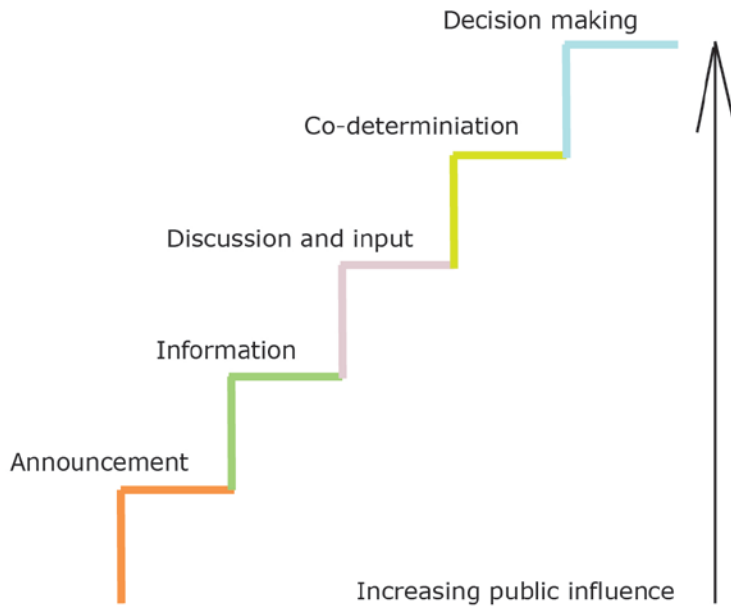 Decision making
Co-determiniation
Discussion and input
Information
Announcement
Increasing public influence